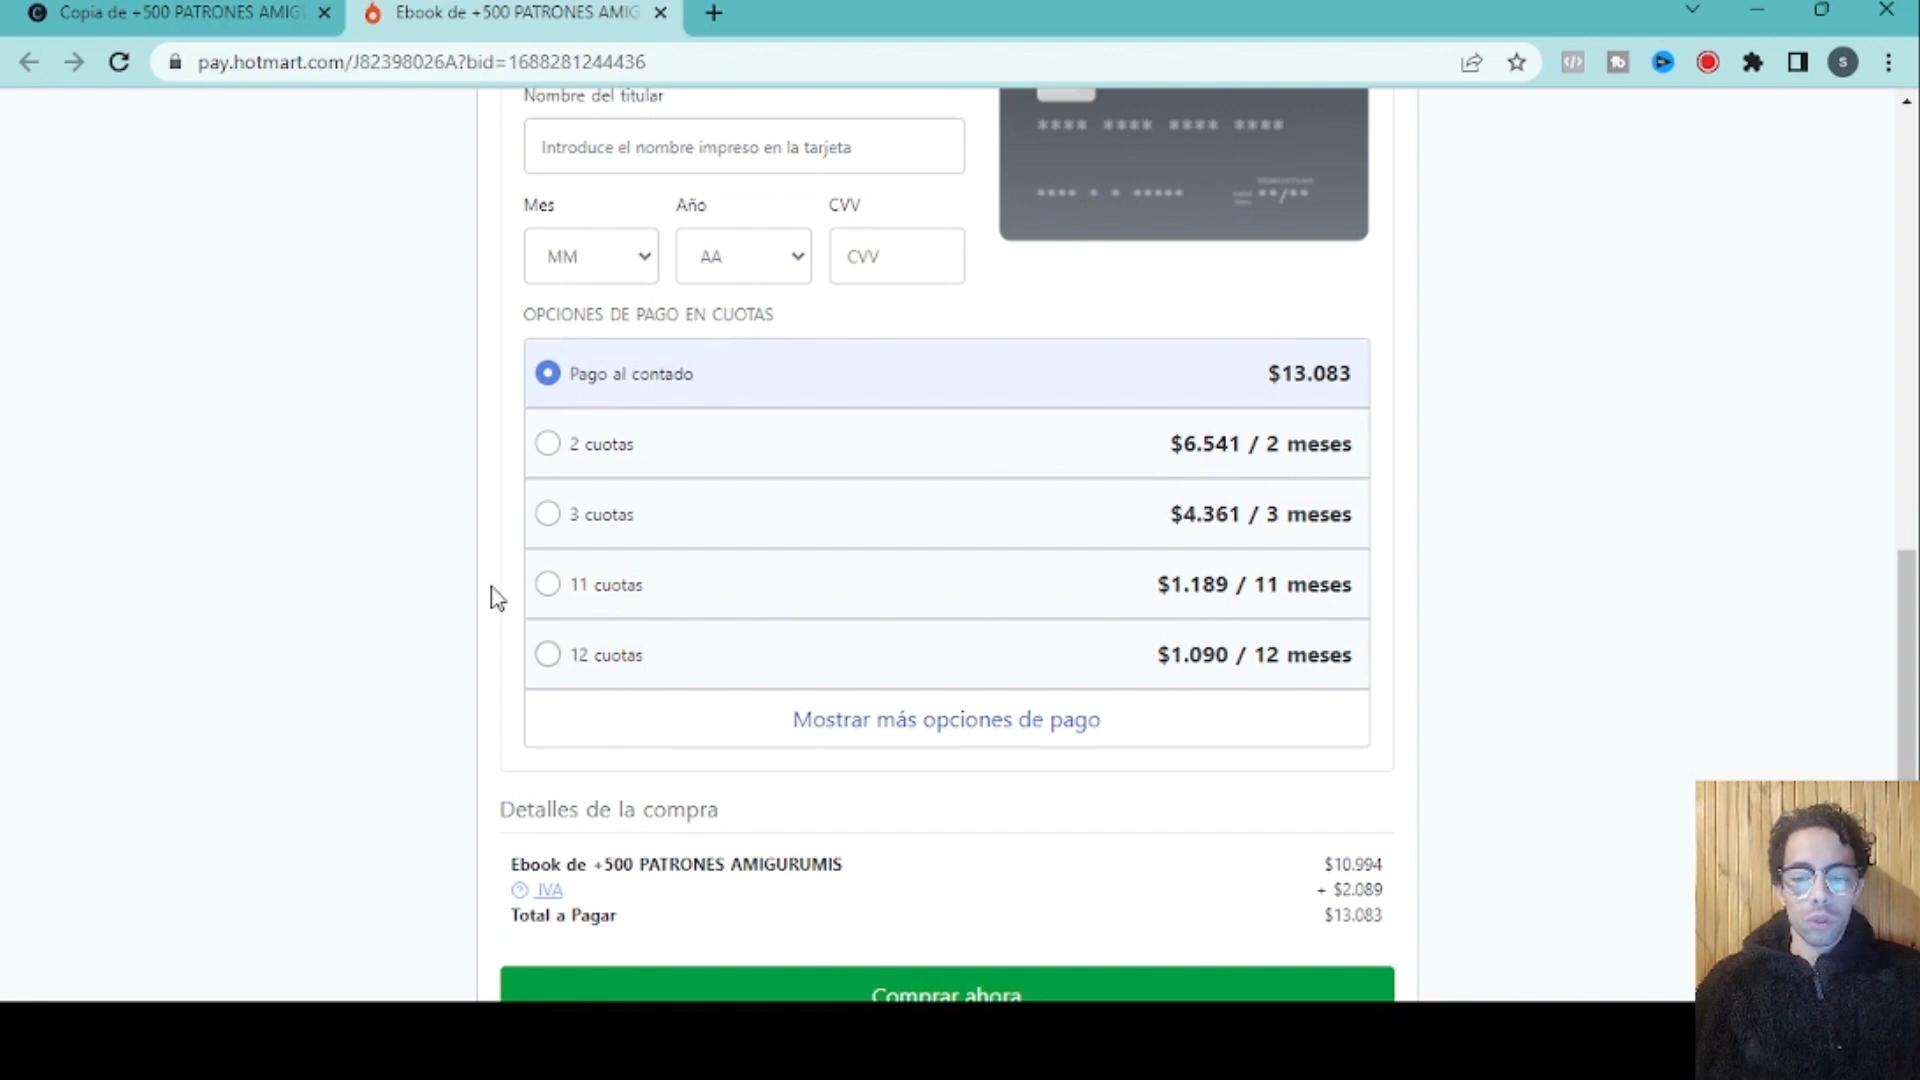 Copia de +500 PATRONES AMIG
Ebook de +500 PATRONES AMIG
pay.hotmart.com/J82398026A?bid=1688281244436
S
Nombre del titular
Introduce el nombre impreso en la tarjeta
**** **** **** ****
•••• • • •••••
**/**
Mes
Año
CVV
MM
AA
CVV
OPCIONES DE PAGO EN CUOTAS
Pago al contado
$13.083
2 cuotas
$6.541 / 2 meses
3 cuotas
$4.361 / 3 meses
11 cuotas
$1.189 / 11 meses
12 cuotas
$1.090 / 12 meses
Mostrar más opciones de pago
Detalles de la compra
Ebook de +500 PATRONES AMIGURUMIS
$10.994
IVA
+ $2.089
Total a Pagar
$13.083
Comprar ahora